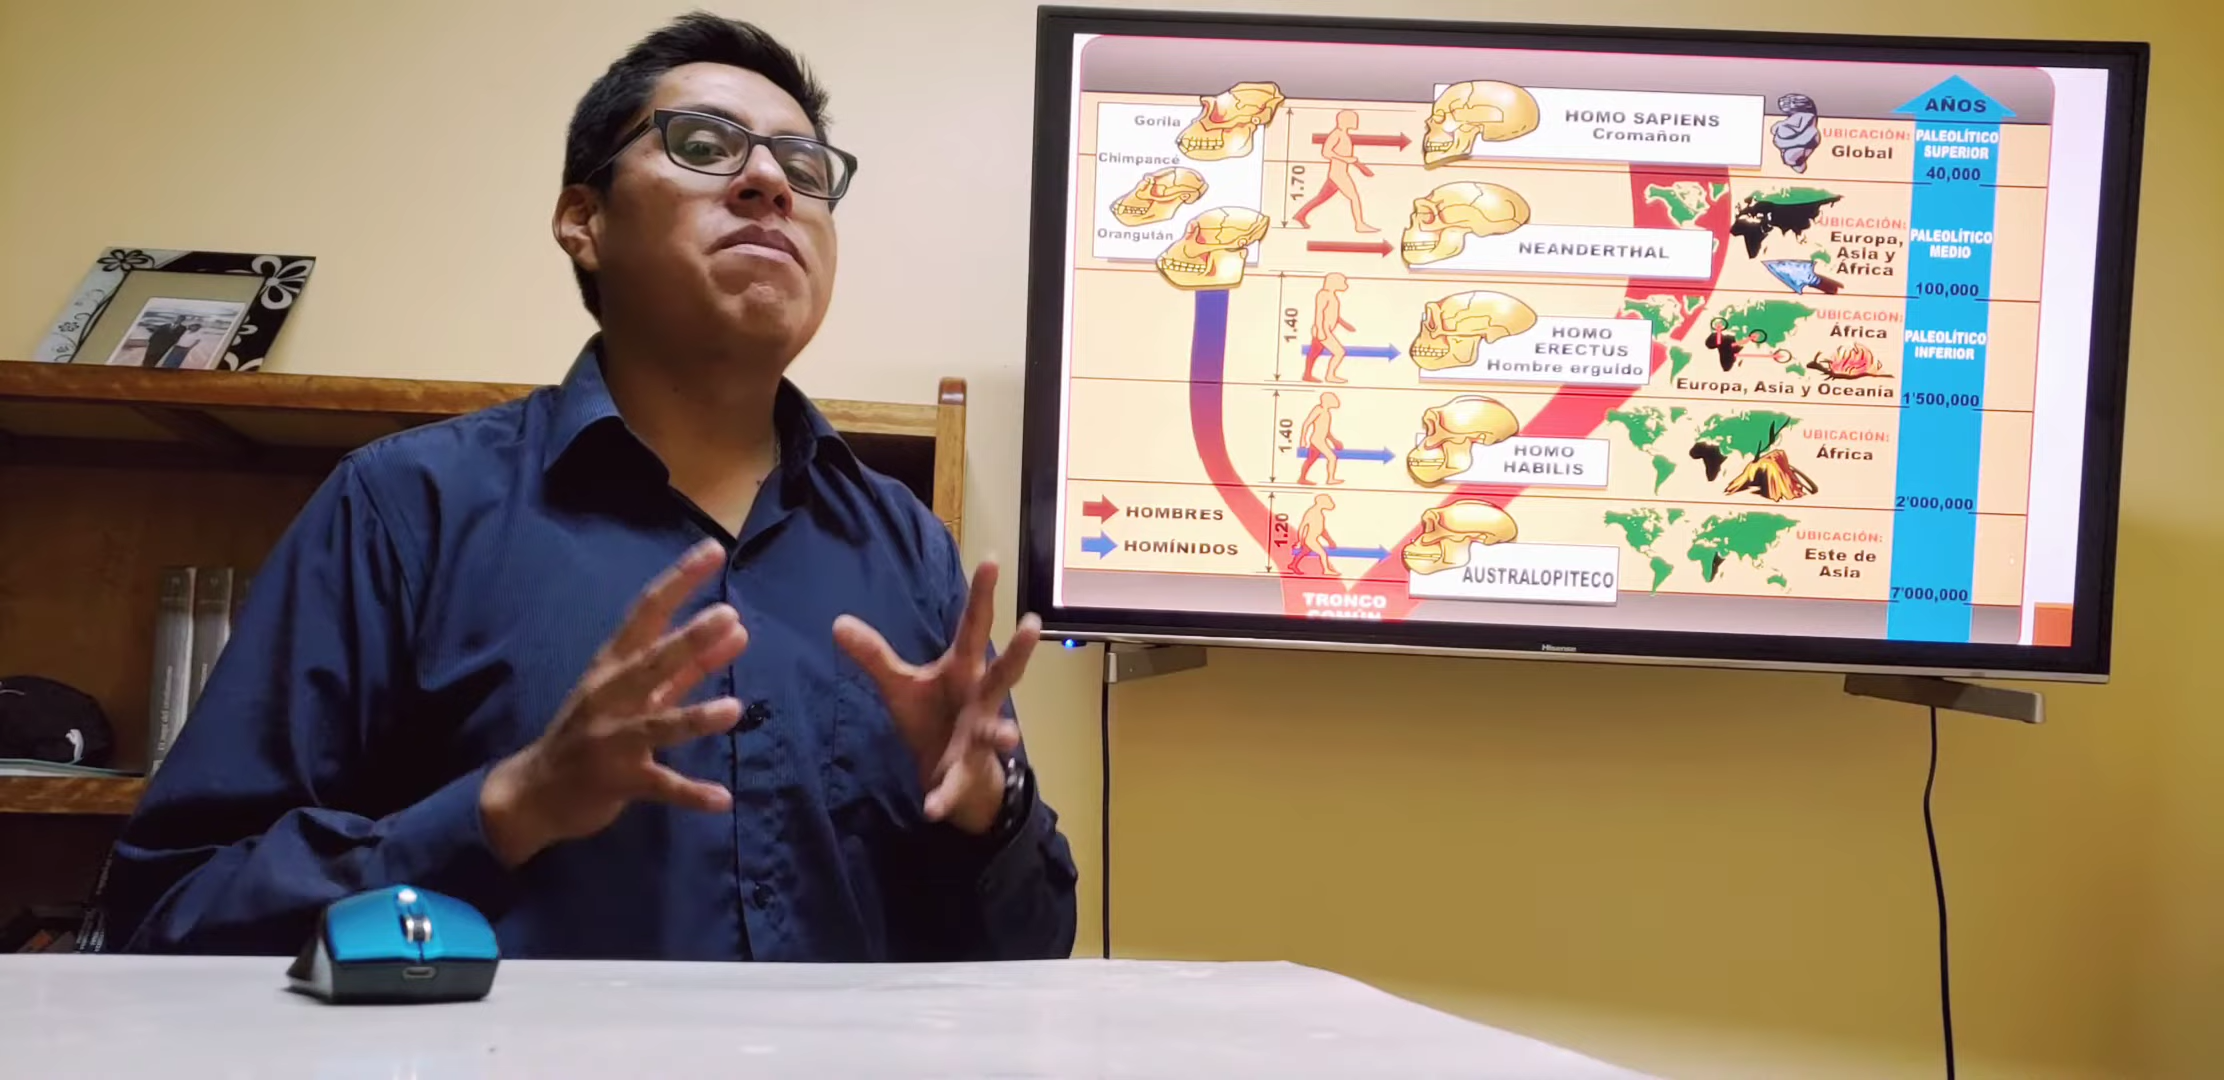 Gorila
Chimpancé
Orangután
1.70
HOMO SAPIENS
Cromañon
UBICACIÓN:
Global
AÑOS
PALEOLÍTICO
SUPERIOR
40,000
NEANDERTHAL
UBICACIÓN:
Europa,
Asia y
África
PALEOLÍTICO
MEDIO
100,000
1.40
HOMO
ERECTUS
Hombre erguido
UBICACIÓN:
África
Europa, Asia y Oceanía
PALEOLÍTICO
INFERIOR
1'500,000
1.40
HOMO
HABILIS
UBICACIÓN:
África
2'000,000
HOMBRES
HOMÍNIDOS
1.20
AUSTRALOPITECO
UBICACIÓN:
Este de
Asia
7'000,000
TRONCO
COMÚN
Hisense